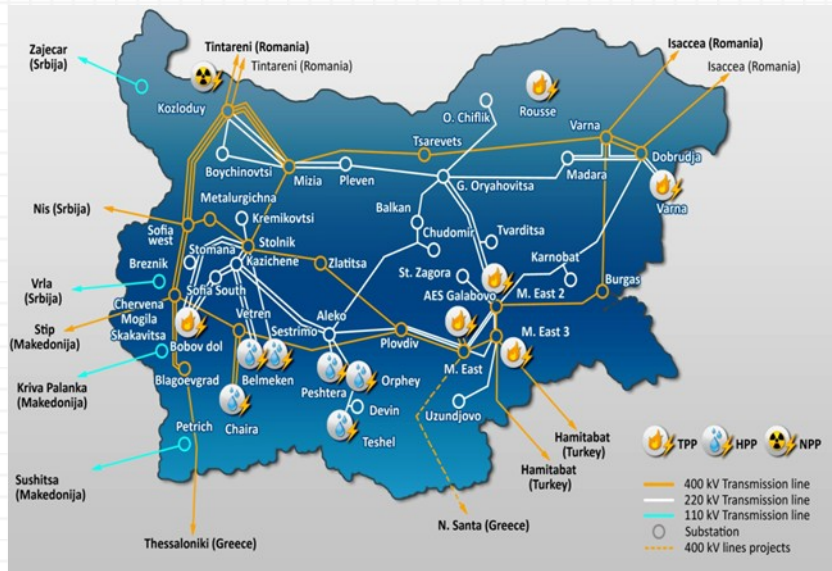 Zajecar
(Srbija)
Tintareni (Romania)
Tintareni (Romania)
Isaccea (Romania)
Isaccea (Romania)
Kozloduy
O. Chiflik
Rousse
Varna
Tsarevets
Dobrudja
Boychinovtsi
Mizia
Pleven
G. Oryahovitsa
Madara
Varna
Metalurgichna
Kremikovtsi
Balkan
Nis (Srbija)
Sofia
west
Stolnik
Chudomir
Tvarditsa
Stomana
Kazichene
Zlatitsa
St. Zagora
Karnobat
Breznik
Sofia South
AES Galabovo
M. East 2
Burgas
Vrla
(Srbija)
Chervena
Mogila
Vetren
Sestrimo
Aleko
Stip
(Makedonija)
Skakavitsa
Bobov dol
Plovdiv
M. East
M. East 3
Kriva Palanka
(Makedonija)
Blagoevgrad
Belmeken
Peshtera
Orphey
Petrich
Chaira
Devin
Teshel
Uzundjovo
Hamitabat
(Turkey)
Hamitabat
(Turkey)
Sushitsa
(Makedonija)
N. Santa (Greece)
Thessaloniki (Greece)
TPP
HPP
NPP
400 kV Transmission line
220 kV Transmission line
110 kV Transmission line
Substation
400 kV lines projects